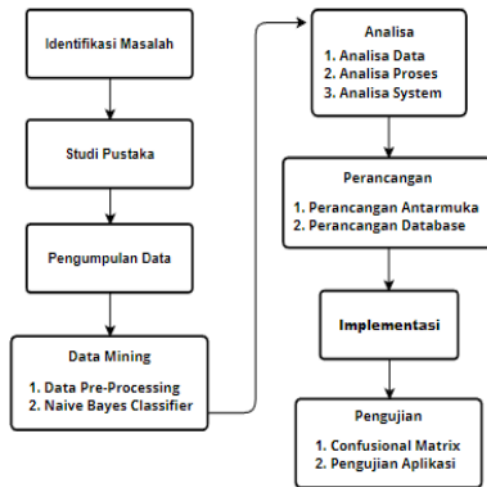 Identifikasi Masalah
Studi Pustaka
Pengumpulan Data
Data Mining
1. Data Pre-Processing
2. Naive Bayes Classifier
Analisa
1. Analisa Data
2. Analisa Proses
3. Analisa System
Perancangan
1. Perancangan Antarmuka
2. Perancangan Database
Implementasi
Pengujian
1. Confusional Matrix
2. Pengujian Aplikasi